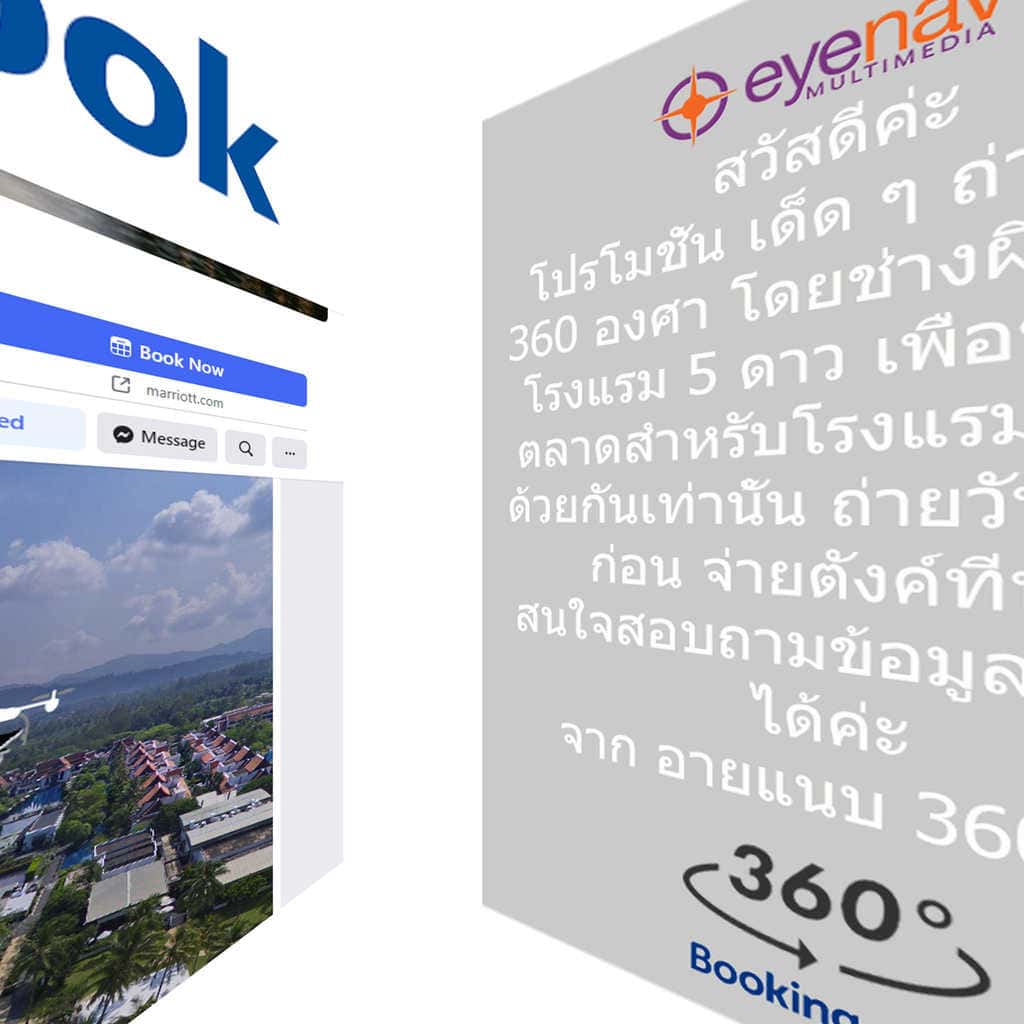 ok
Book Now
marriott.com
ed
Message
eyenav
MULTIMEDIA
สวัสดีค่ะ
โปรโมชั่น เด็ด ๆ ถ่า
360 องศา โดยช่างผี
โรงแรม 5 ดาว เพื่อ
ตลาดสำหรับโรงแรม
ด้วยกันเท่านั้น ถ่ายวั
ก่อน จ่ายตังค์ที
สนใจสอบถามข้อมูล
ได้ค่ะ
จาก อายแนบ 360
360°
Booking